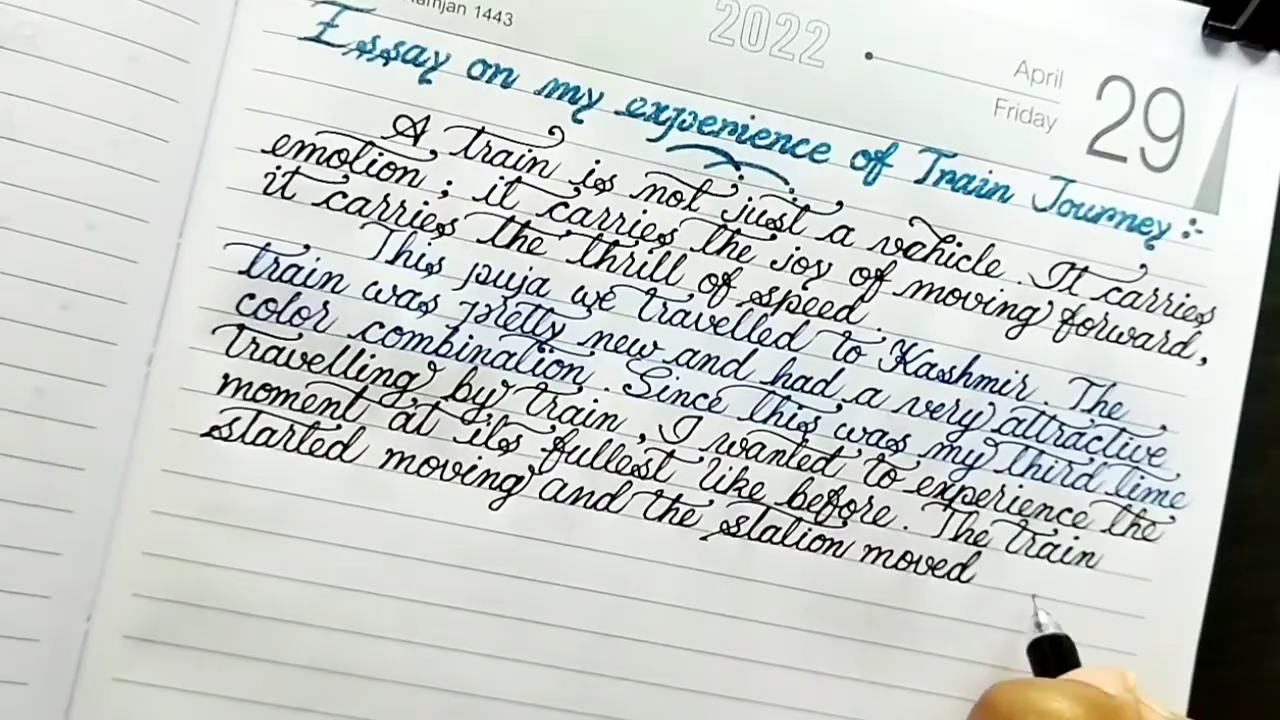 Ramjan 1443
2022
April
Friday
29
Essay on my experience of Train Journey :-
A train is not just a vehicle. It carries
emotion ; it carries the joy of moving forward,
it carries the thrill of speed.
This puja we travelled to Kashmir. The
train was pretty new and had a very attractive
color combination. Since this was my third time
travelling by train, I wanted to experience the
moment at its fullest like before. The train
started moving and the station moved